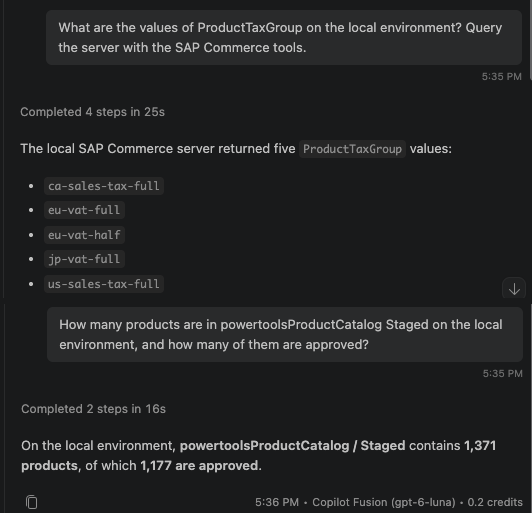 What are the values of ProductTaxGroup on the local environment? Query
the server with the SAP Commerce tools.
5:35 PM
Completed 4 steps in 25s
The local SAP Commerce server returned five ProductTaxGroup values:
• ca-sales-tax-full
• eu-vat-full
• eu-vat-half
• jp-vat-full
• us-sales-tax-full
How many products are in powertoolsProductCatalog Staged on the local
environment, and how many of them are approved?
5:35 PM
Completed 2 steps in 16s
On the local environment, powertoolsProductCatalog / Staged contains 1,371
products, of which 1,177 are approved.
5:36 PM • Copilot Fusion (gpt-6-luna) • 0.2 credits